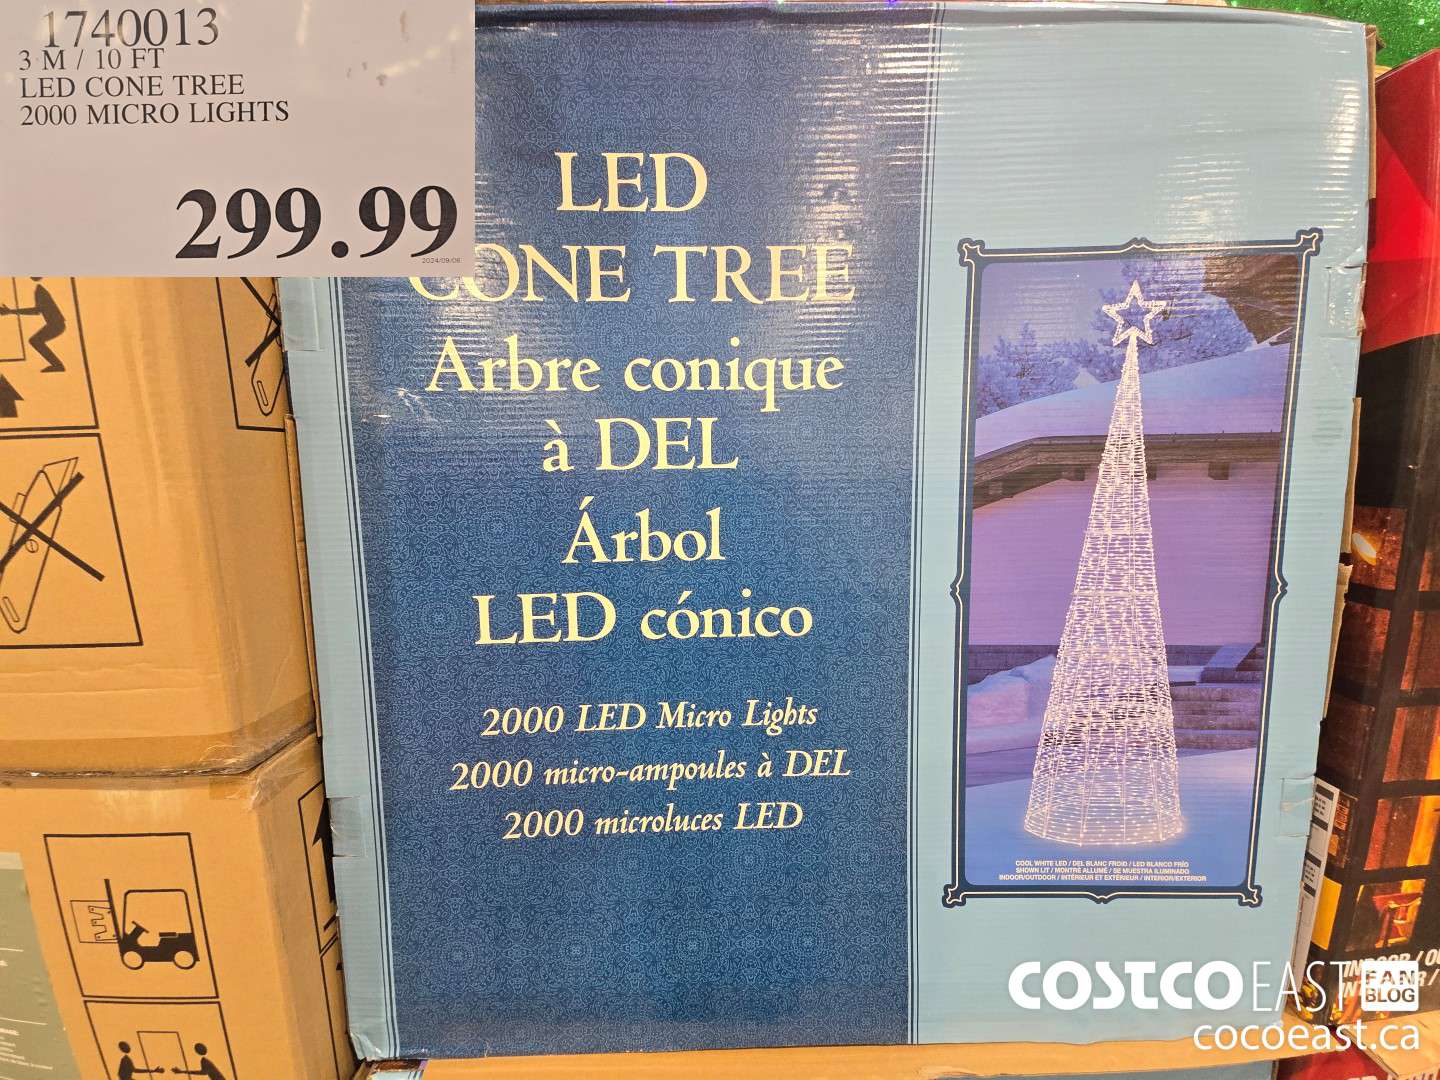 1740013
3 M / 10 FT
LED CONE TREE
2000 MICRO LIGHTS
299.99
2024/09/06
LED
CONE TREE
Arbre conique
à DEL
Árbol
LED cónico
2000 LED Micro Lights
2000 micro-ampoules à DEL
2000 microluces LED
COOL WHITE LED / DEL BLANC FROID / LED BLANCO FRÍO
SHOWN LIT / MONTRÉ ALLUMÉ / SE MUESTRA ILUMINADO
INDOOR/OUTDOOR / INTÉRIEUR ET EXTÉRIEUR / INTERIOR/EXTERIOR
COSTCO EAST FAN BLOG
cocoeast.ca